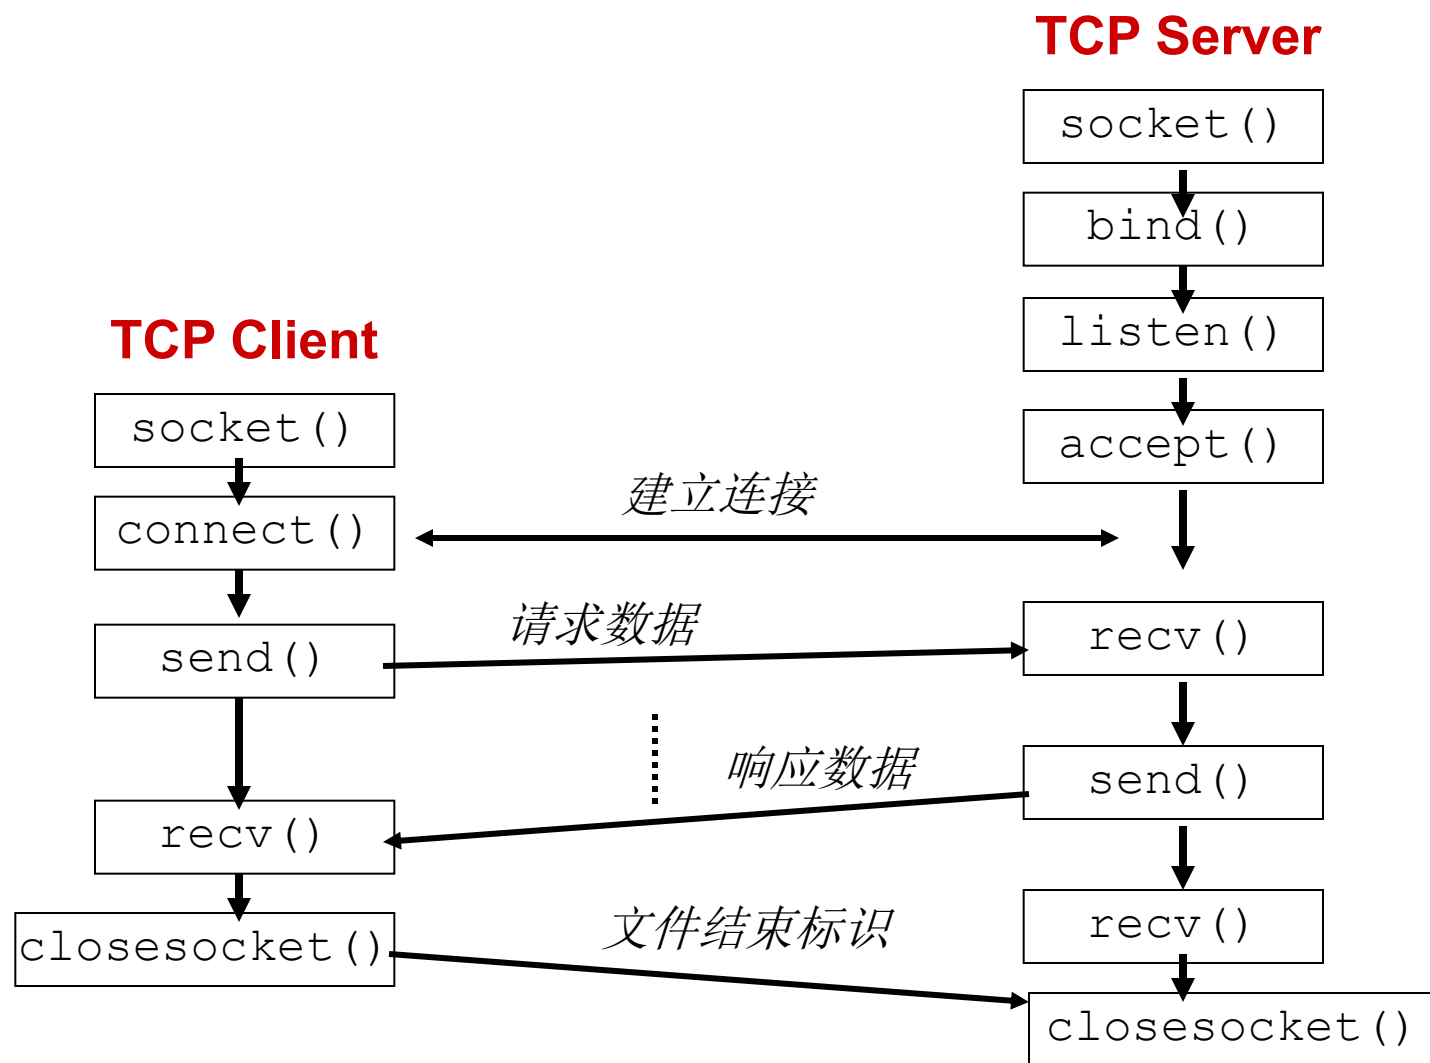 TCP Server
socket()
bind()
listen()
accept()
TCP Client
socket()
connect()
建立连接
send()
请求数据
recv()
响应数据
send()
recv()
文件结束标识
recv()
closesocket()
closesocket()